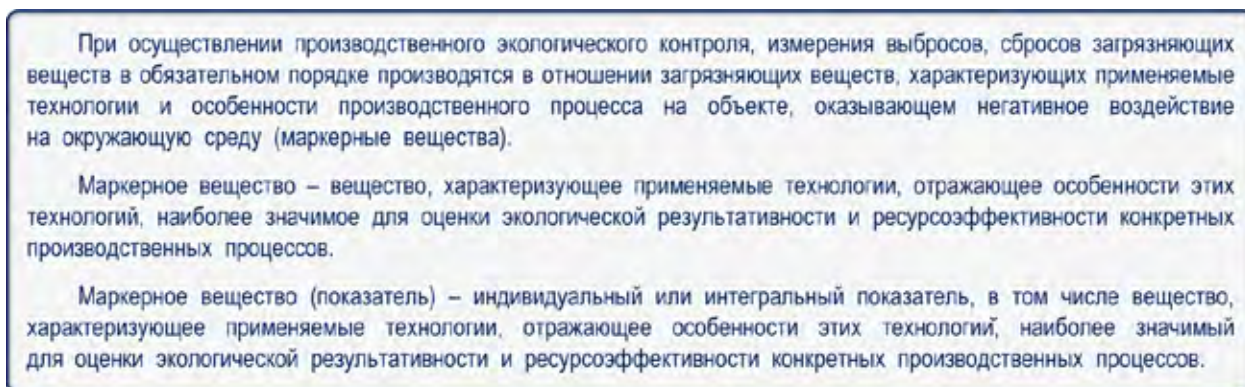 При осуществлении производственного экологического контроля, измерения выбросов, сбросов загрязняющих
веществ в обязательном порядке производятся в отношении загрязняющих веществ, характеризующих применяемые
технологии и особенности производственного процесса на объекте, оказывающем негативное воздействие
на окружающую среду (маркерные вещества).
Маркерное вещество – вещество, характеризующее применяемые технологии, отражающее особенности этих
технологий, наиболее значимое для оценки экологической результативности и ресурсоэффективности конкретных
производственных процессов.
Маркерное вещество (показатель) – индивидуальный или интегральный показатель, в том числе вещество,
характеризующее применяемые технологии, отражающее особенности этих технологий, наиболее значимый
для оценки экологической результативности и ресурсоэффективности конкретных производственных процессов.